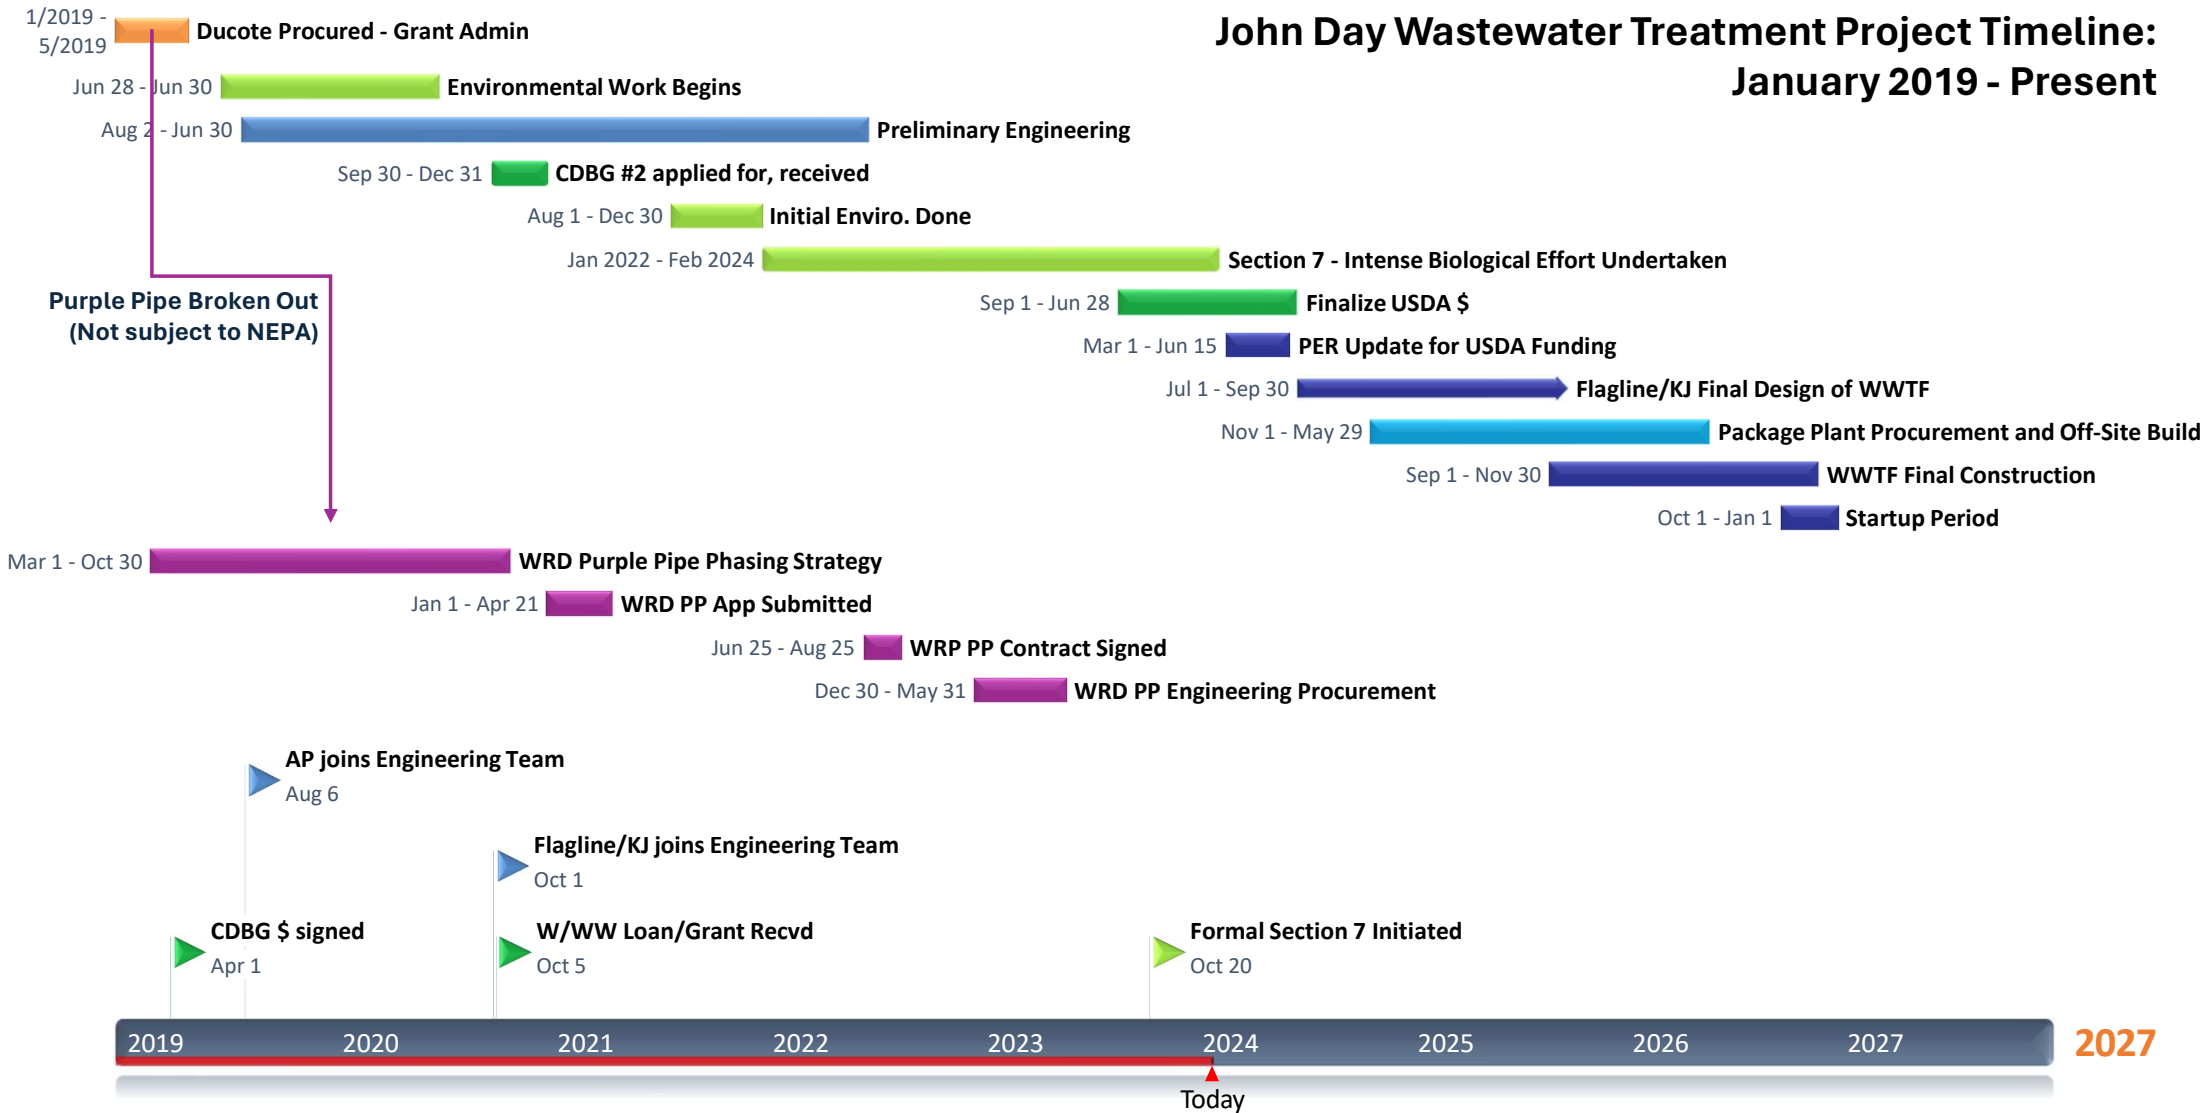 John Day Wastewater Treatment Project Timeline:
January 2019 - Present
1/2019 -
5/2019
Ducote Procured - Grant Admin
Jun 28 - Jun 30 Environmental Work Begins
Aug 2 - Jun 30 Preliminary Engineering
Sep 30 - Dec 31 CDBG #2 applied for, received
Aug 1 - Dec 30 Initial Enviro. Done
Jan 2022 - Feb 2024 Section 7 - Intense Biological Effort Undertaken
Purple Pipe Broken Out
(Not subject to NEPA)
Sep 1 - Jun 28 Finalize USDA $
Mar 1 - Jun 15 PER Update for USDA Funding
Jul 1 - Sep 30 Flagline/KJ Final Design of WWTF
Nov 1 - May 29 Package Plant Procurement and Off-Site Build
Sep 1 - Nov 30 WWTF Final Construction
Oct 1 - Jan 1 Startup Period
Mar 1 - Oct 30 WRD Purple Pipe Phasing Strategy
Jan 1 - Apr 21 WRD PP App Submitted
Jun 25 - Aug 25 WRP PP Contract Signed
Dec 30 - May 31 WRD PP Engineering Procurement
AP joins Engineering Team
Aug 6
Flagline/KJ joins Engineering Team
Oct 1
CDBG $ signed
Apr 1
W/WW Loan/Grant Recvd
Oct 5
Formal Section 7 Initiated
Oct 20
2019 2020 2021 2022 2023 2024 2025 2026 2027 2027
Today